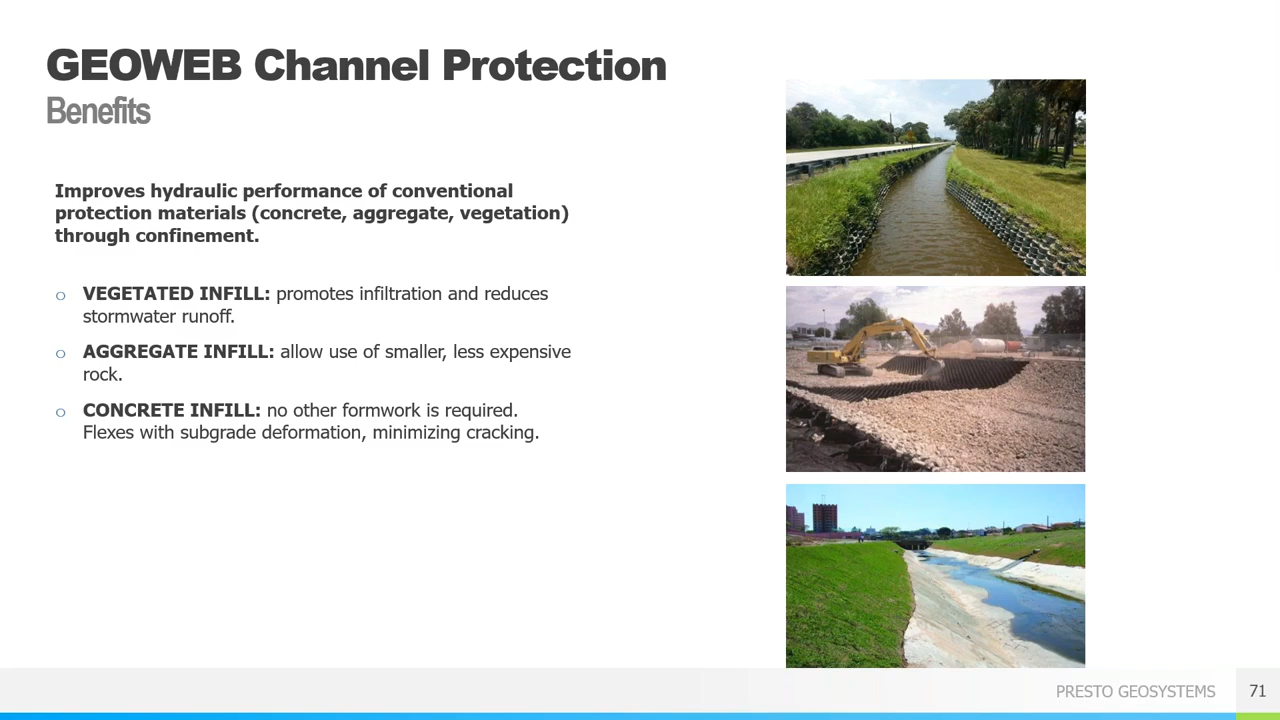 GEOWEB Channel Protection
Benefits
Improves hydraulic performance of conventional
protection materials (concrete, aggregate, vegetation)
through confinement.
o VEGETATED INFILL: promotes infiltration and reduces
stormwater runoff.
o AGGREGATE INFILL: allow use of smaller, less expensive
rock.
o CONCRETE INFILL: no other formwork is required.
Flexes with subgrade deformation, minimizing cracking.
PRESTO GEOSYSTEMS 71